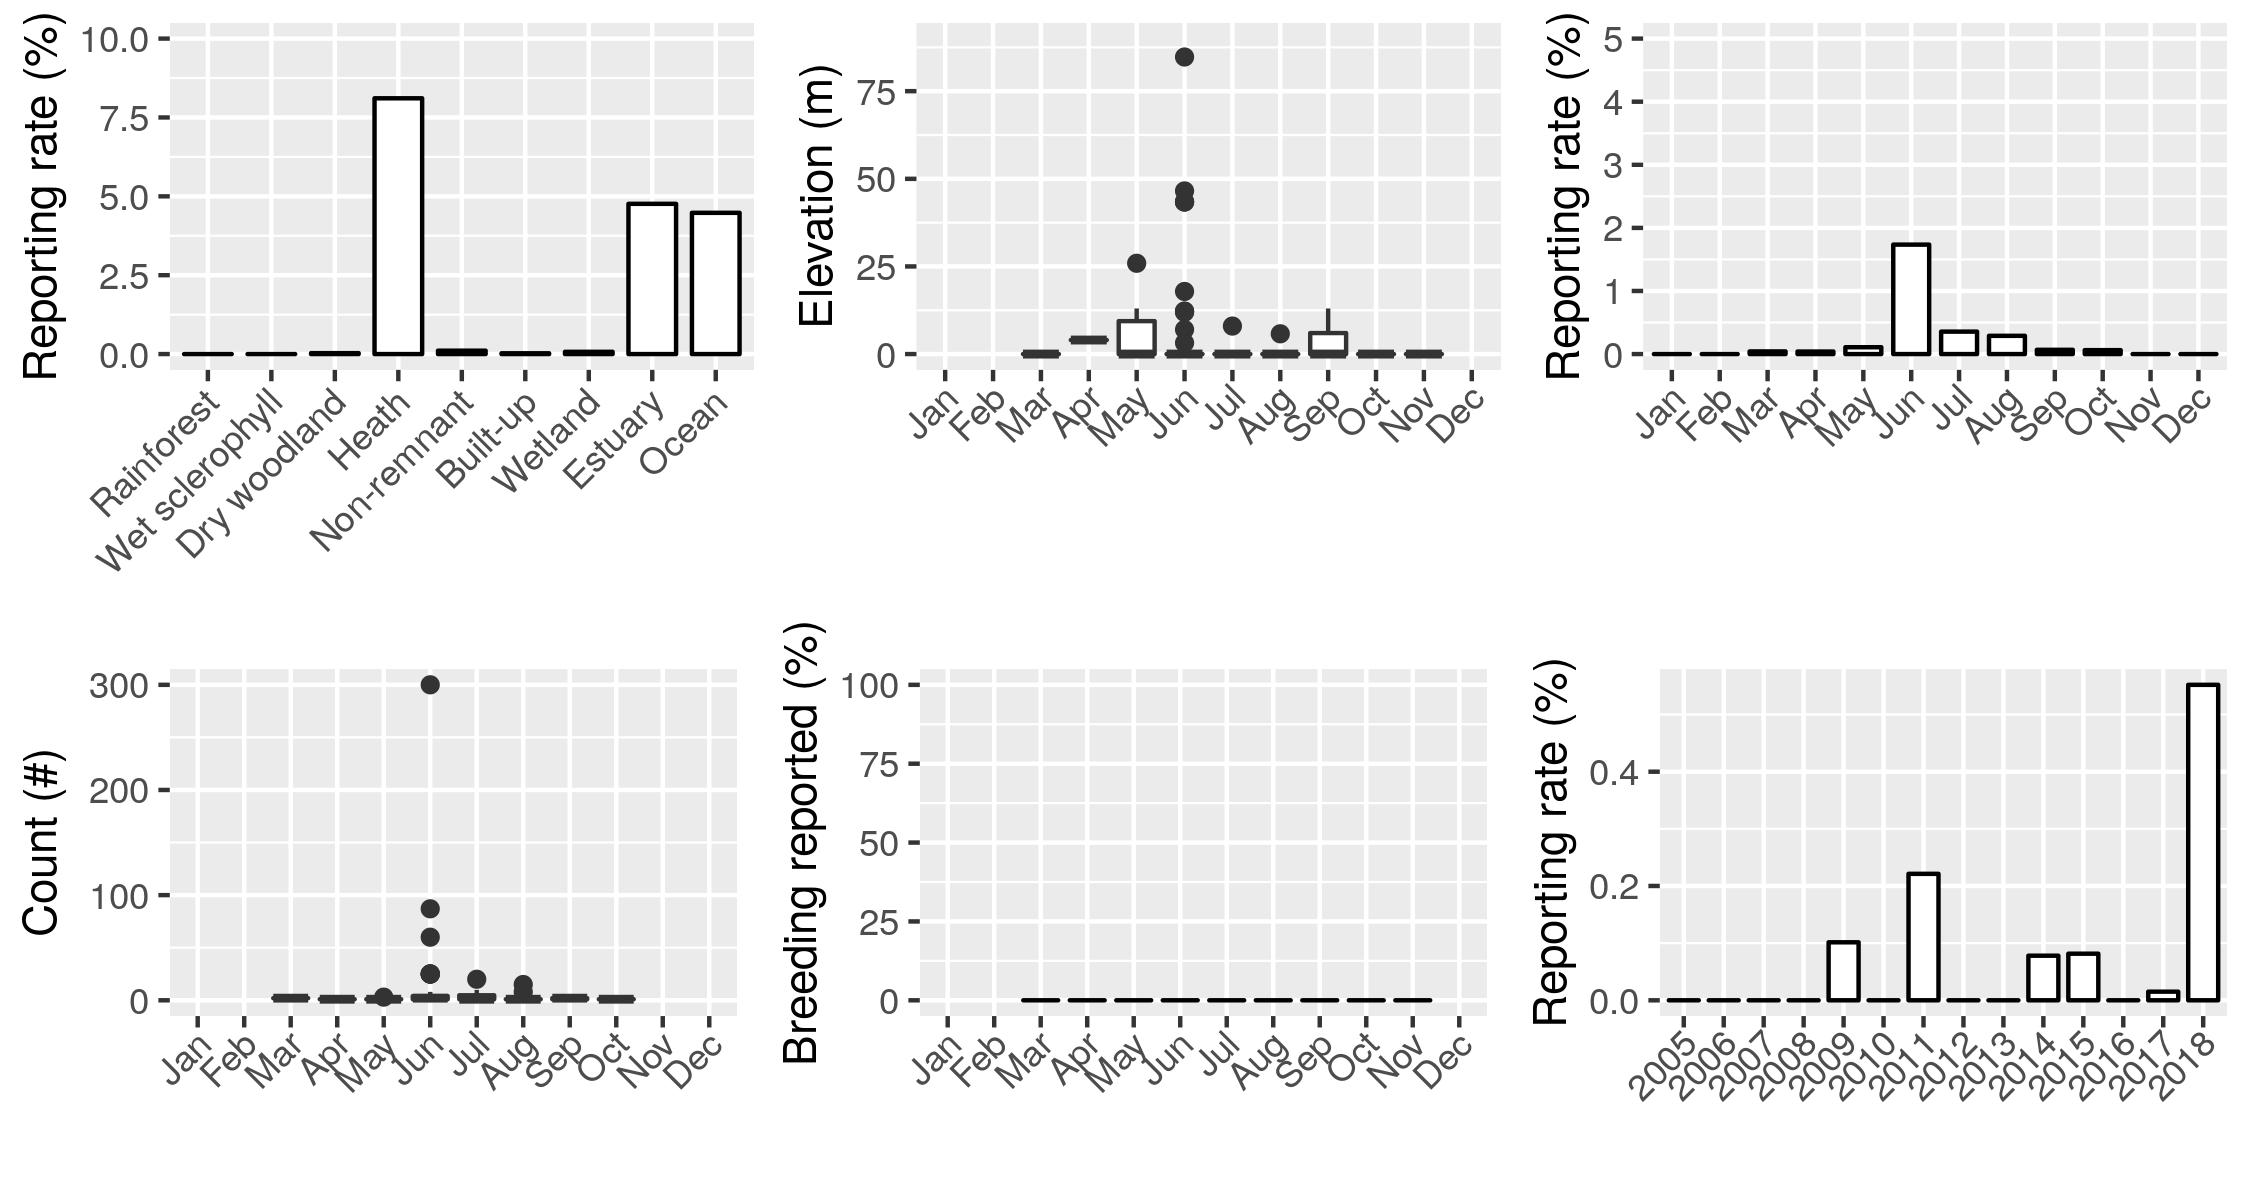 Reporting rate (%)
10.0
7.5
5.0
2.5
0.0
Rainforest
Wet sclerophyll
Dry woodland
Heath
Non-remnant
Built-up
Wetland
Estuary
Ocean
Elevation (m)
75
50
25
0
Jan
Feb
Mar
Apr
May
Jun
Jul
Aug
Sep
Oct
Nov
Dec
Reporting rate (%)
5
4
3
2
1
0
Jan
Feb
Mar
Apr
May
Jun
Jul
Aug
Sep
Oct
Nov
Dec
Count (#)
300
200
100
0
Jan
Feb
Mar
Apr
May
Jun
Jul
Aug
Sep
Oct
Nov
Dec
Breeding reported (%)
100
75
50
25
0
Jan
Feb
Mar
Apr
May
Jun
Jul
Aug
Sep
Oct
Nov
Dec
Reporting rate (%)
0.4
0.2
0.0
2005
2006
2007
2008
2009
2010
2011
2012
2013
2014
2015
2016
2017
2018